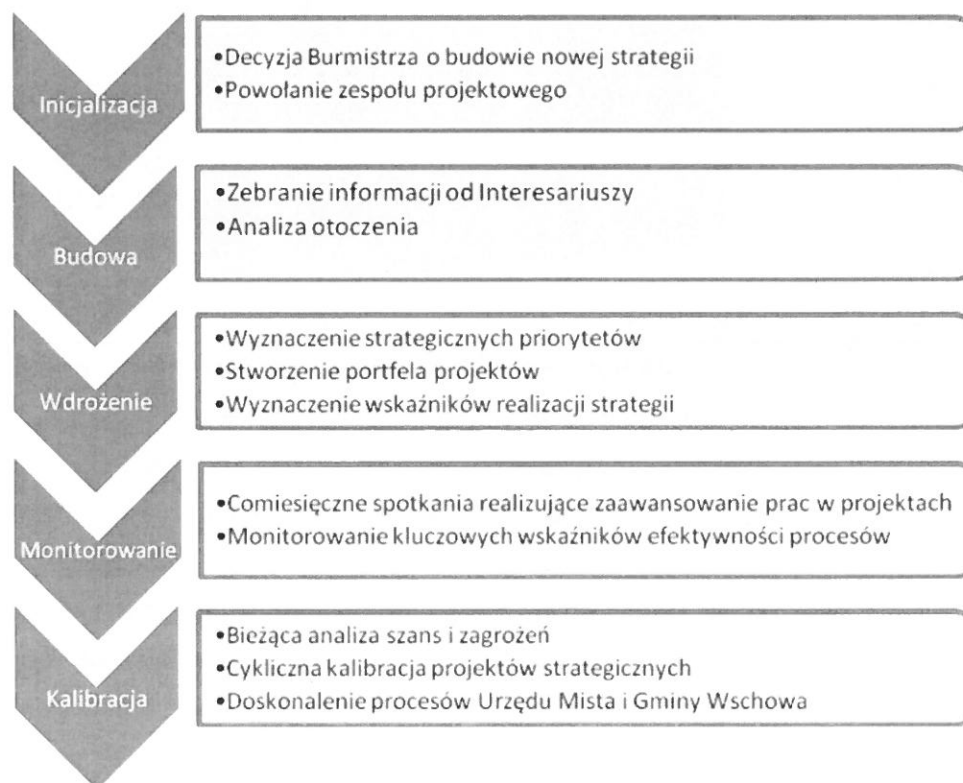 Inicjalizacja
•Decyzja Burmistrza o budowie nowej strategii
•Powołanie zespołu projektowego
Budowa
•Zebranie informacji od Interesariuszy
•Analiza otoczenia
Wdrożenie
•Wyznaczenie strategicznych priorytetów
•Stworzenie portfela projektów
•Wyznaczenie wskaźników realizacji strategii
Monitorowanie
•Comiesięczne spotkania realizujące zaawansowanie prac w projektach
•Monitorowanie kluczowych wskaźników efektywności procesów
Kalibracja
•Bieżąca analiza szans i zagrożeń
•Cykliczna kalibracja projektów strategicznych
•Doskonalenie procesów Urzędu Mista i Gminy Wschowa